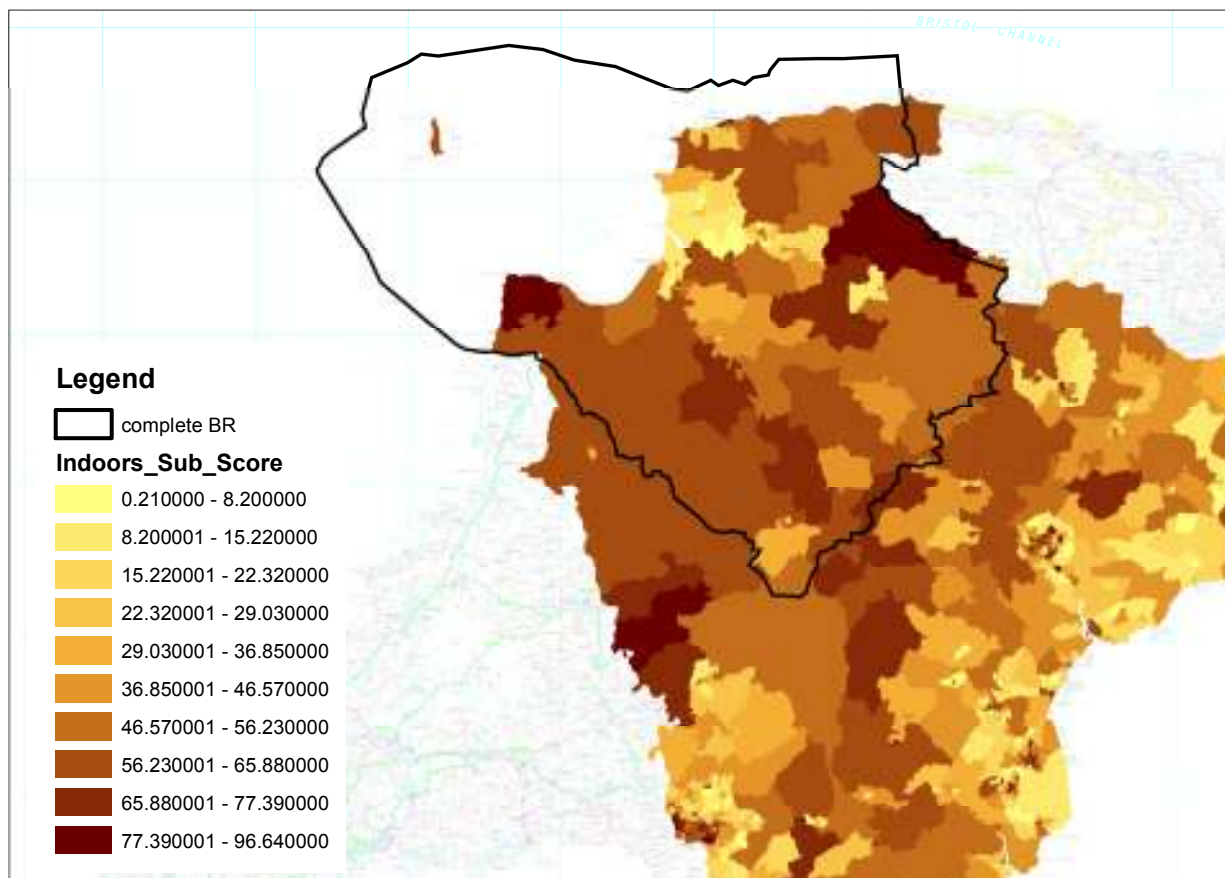 BRISTOL CHANNEL
Legend
complete BR
Indoors_Sub_Score
0.210000 - 8.200000
8.200001 - 15.220000
15.220001 - 22.320000
22.320001 - 29.030000
29.030001 - 36.850000
36.850001 - 46.570000
46.570001 - 56.230000
56.230001 - 65.880000
65.880001 - 77.390000
77.390001 - 96.640000